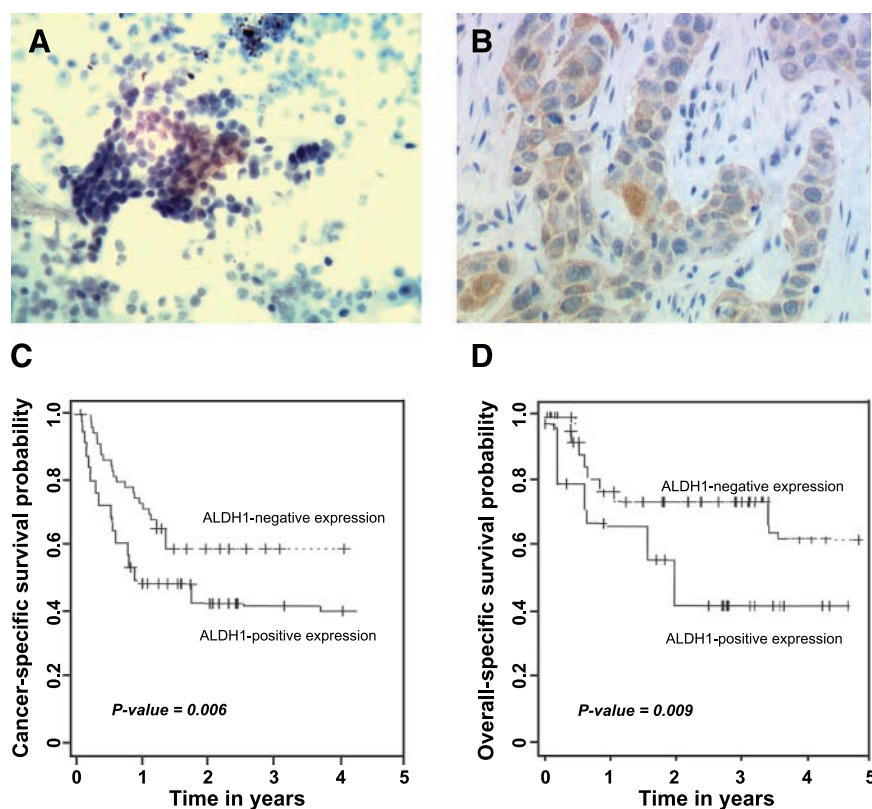 A
B
C
D
Cancer-specific survival probability
1.0
0.8
0.6
0.4
0.2
0
ALDH1-negative expression
ALDH1-positive expression
P-value = 0.006
0 1 2 3 4 5
Time in years
Overall-specific survival probability
1.0
0.8
0.6
0.4
0.2
0
ALDH1-negative expression
ALDH1-positive expression
P-value = 0.009
0 1 2 3 4 5
Time in years